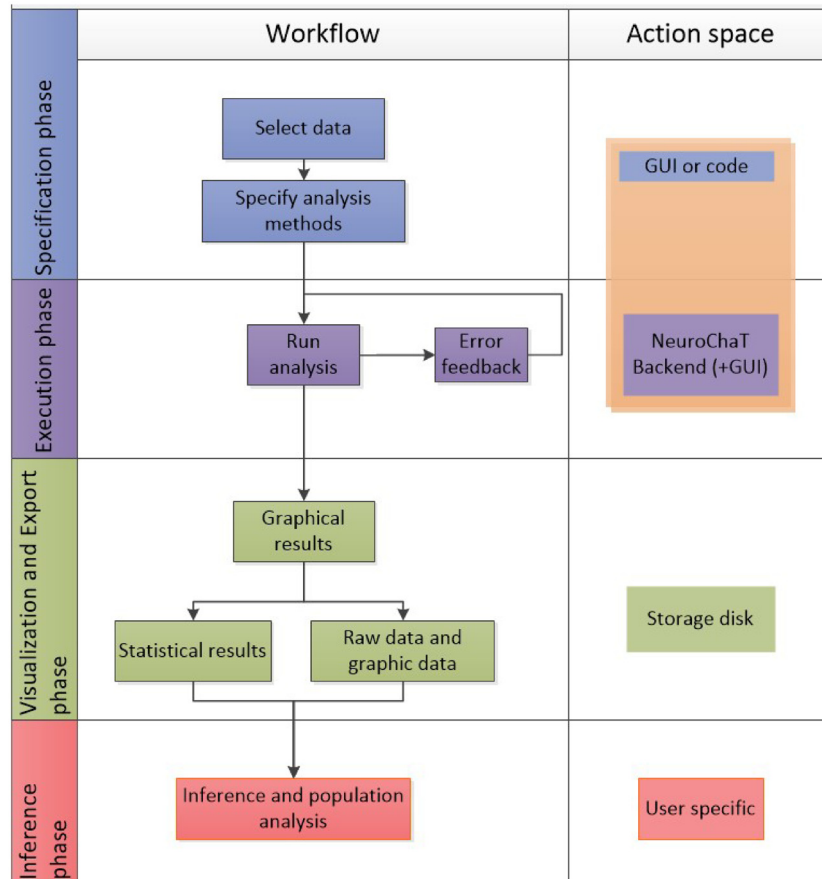 Workflow
Action space
Specification phase
Select data
Specify analysis
methods
GUI or code
Execution phase
Run
analysis
Error
feedback
NeuroChaT
Backend (+GUI)
Visualization and Export
phase
Graphical
results
Statistical results
Raw data and
graphic data
Storage disk
Inference
phase
Inference and population
analysis
User specific